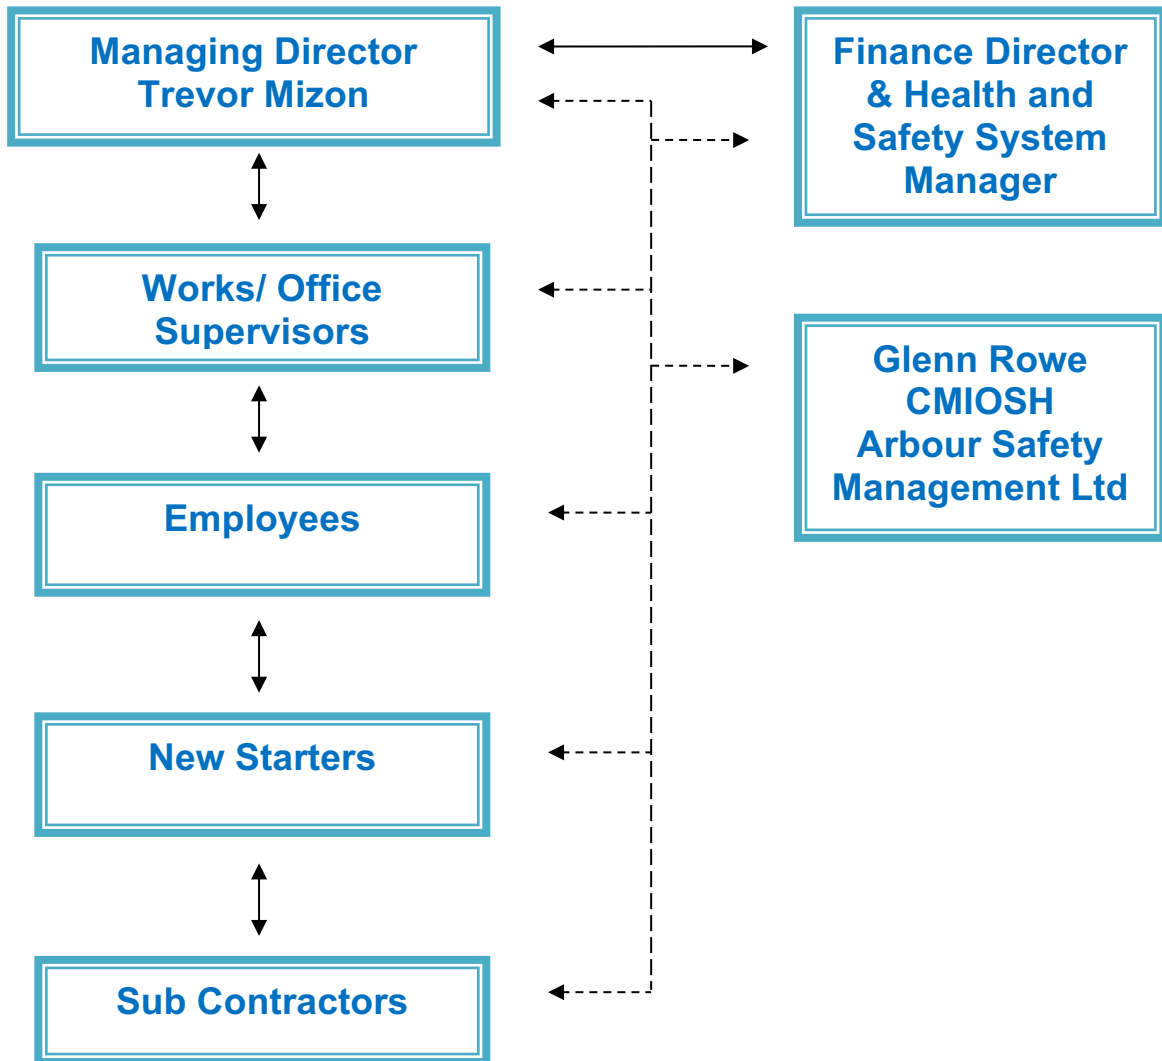 Managing Director
Trevor Mizon
Finance Director
& Health and
Safety System
Manager
Works/ Office
Supervisors
Glenn Rowe
CMIOSH
Arbour Safety
Management Ltd
Employees
New Starters
Sub Contractors